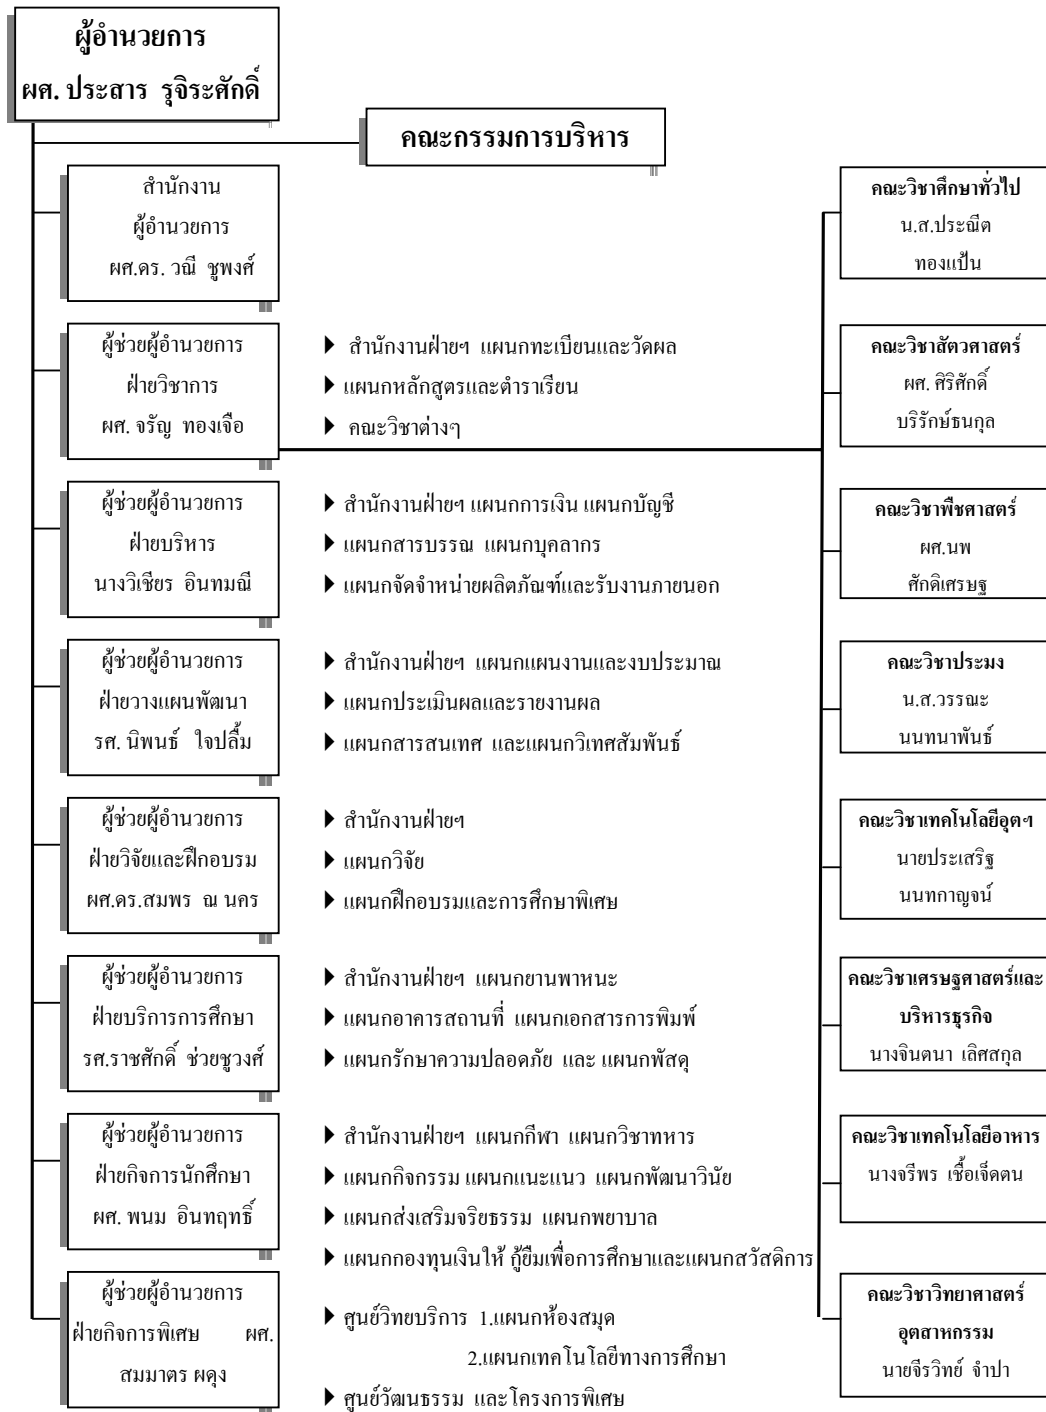 ผู้อำนวยการ
ผศ. ประสาร รุจิระศักดิ์
คณะกรรมการบริหาร
สำนักงาน
ผู้อำนวยการ
ผศ.ดร. วณี ชูพงศ์
ผู้ช่วยผู้อำนวยการ
ฝ่ายวิชาการ
ผศ. จรัญ ทองเจือ
สำนักงานฝ่ายฯ แผนกทะเบียนและวัดผล
แผนกหลักสูตรและตำราเรียน
คณะวิชาต่างๆ
ผู้ช่วยผู้อำนวยการ
ฝ่ายบริหาร
นางวิเชียร อินทมณี
สำนักงานฝ่ายฯ แผนกการเงิน แผนกบัญชี
แผนกสารบรรณ แผนกบุคลากร
แผนกจัดจำหน่ายผลิตภัณฑ์และรับงานภายนอก
ผู้ช่วยผู้อำนวยการ
ฝ่ายวางแผนพัฒนา
รศ. นิพนธ์ ใจปลื้ม
สำนักงานฝ่ายฯ แผนกแผนงานและงบประมาณ
แผนกประเมินผลและรายงานผล
แผนกสารสนเทศ และแผนกวิเทศสัมพันธ์
ผู้ช่วยผู้อำนวยการ
ฝ่ายวิจัยและฝึกอบรม
ผศ.ดร.สมพร ณ นคร
สำนักงานฝ่ายฯ
แผนกวิจัย
แผนกฝึกอบรมและการศึกษาพิเศษ
ผู้ช่วยผู้อำนวยการ
ฝ่ายบริการการศึกษา
รศ.ราชศักดิ์ ช่วยชูวงศ์
สำนักงานฝ่ายฯ แผนกยานพาหนะ
แผนกอาคารสถานที่ แผนกเอกสารการพิมพ์
แผนกรักษาความปลอดภัย และ แผนกพัสดุ
ผู้ช่วยผู้อำนวยการ
ฝ่ายกิจการนักศึกษา
ผศ. พนม อินทฤทธิ์
สำนักงานฝ่ายฯ แผนกกีฬา แผนกวิชาทหาร
แผนกกิจกรรม แผนกแนะแนว แผนกพัฒนาวินัย
แผนกส่งเสริมจริยธรรม แผนกพยาบาล
แผนกกองทุนเงินให้ กู้ยืมเพื่อการศึกษาและแผนกสวัสดิการ
ผู้ช่วยผู้อำนวยการ
ฝ่ายกิจการพิเศษ ผศ.
สมมาตร ผดุง
ศูนย์วิทยบริการ 1.แผนกห้องสมุด
2.แผนกเทคโนโลยีทางการศึกษา
ศูนย์วัฒนธรรม และโครงการพิเศษ
คณะวิชาศึกษาทั่วไป
น.ส.ประณีต
ทองแป้น
คณะวิชาสัตวศาสตร์
ผศ. ศิริศักดิ์
บริรักษ์ธนกุล
คณะวิชาพืชศาสตร์
ผศ.นพ
ศักดิเศรษฐ
คณะวิชาประมง
น.ส.วรรณะ
นนทนาพันธ์
คณะวิชาเทคโนโลยีอุตฯ
นายประเสริฐ
นนทกาญจน์
คณะวิชาเศรษฐศาสตร์และ
บริหารธุรกิจ
นางจินตนา เลิศสกุล
คณะวิชาเทคโนโลยีอาหาร
นางจรีพร เชื้อเจ็ดตน
คณะวิชาวิทยาศาสตร์
อุตสาหกรรม
นายจีรวิทย์ จำปา